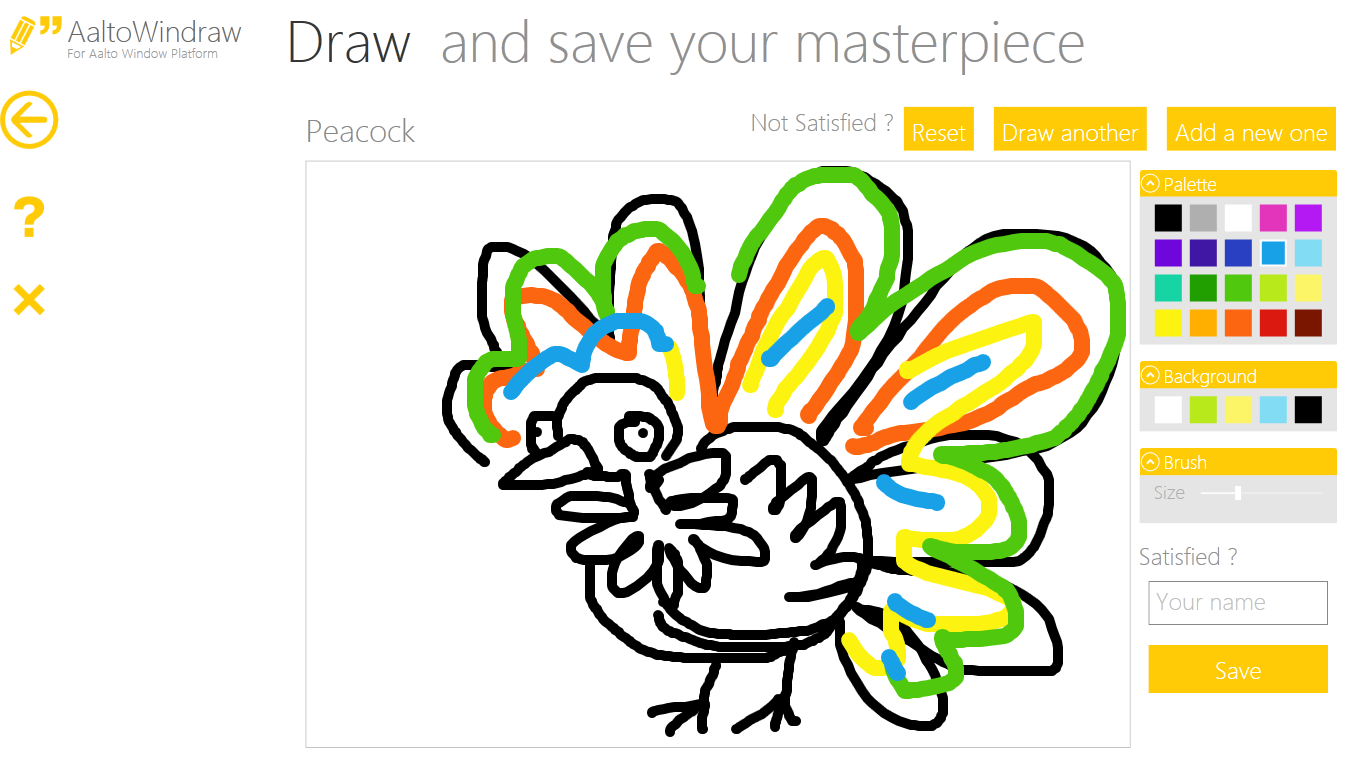 AaltoWindraw
For Aalto Window Platform
Draw and save your masterpiece
Peacock
Not Satisfied ?
Reset
Draw another
Add a new one
Palette
Background
Brush
Size
Satisfied ?
Your name
Save